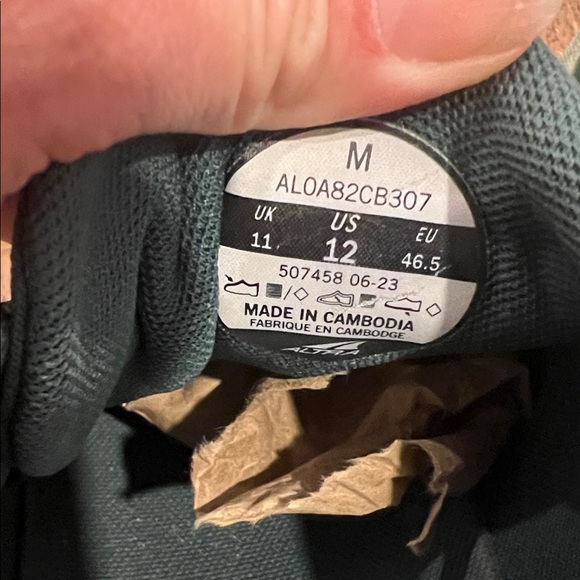 M
AL0A82CB307
UK US EU
11 12 46.5
507458 06-23
MADE IN CAMBODIA
FABRIQUE EN CAMBODGE
ALTRA